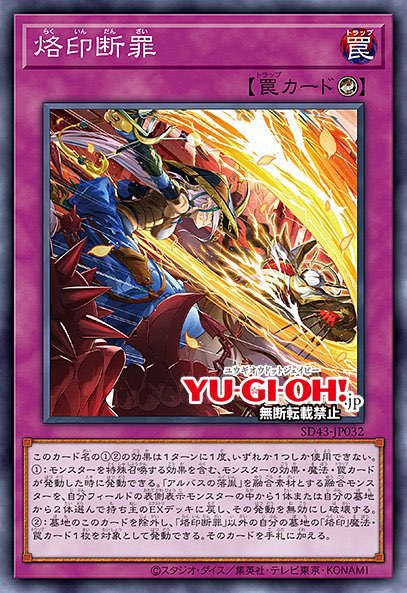 烙印断罪
罠
【罠カード】
ユウギオウドットジェイピー
YU-GI-OH!.jp
無断転載禁止
SD43-JP032
このカード名の①②の効果は1ターンに1度、いずれか1つしか使用できない。
①:モンスターを特殊召喚する効果を含む、モンスターの効果・魔法・罠カード
が発動した時に発動できる。「アルバスの落胤」を融合素材とする融合モンス
ターを、自分フィールドの表側表示モンスターの中から1体または自分の墓地
から2体選んで持ち主のEXデッキに戻し、その発動を無効にし破壊する。
②:墓地のこのカードを除外し、「烙印断罪」以外の自分の墓地の「烙印」魔法・
罠カード1枚を対象として発動できる。そのカードを手札に加える。
©スタジオ・ダイス/集英社・テレビ東京・KONAMI